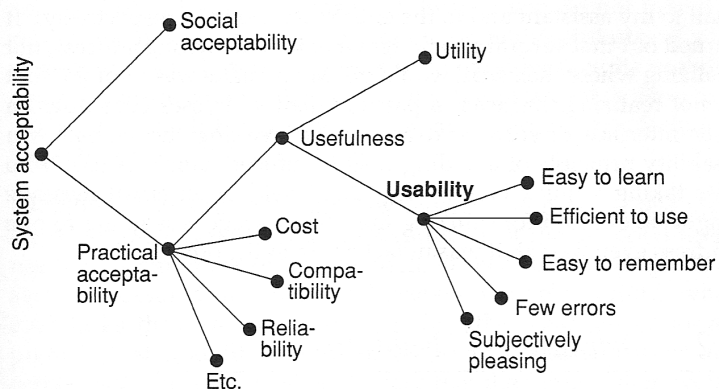 System acceptability
Social
acceptability
Utility
Usefulness
Usability
Easy to learn
Efficient to use
Easy to remember
Few errors
Subjectively
pleasing
Practical
accepta-
bility
Cost
Compa-
tibility
Relia-
bility
Etc.